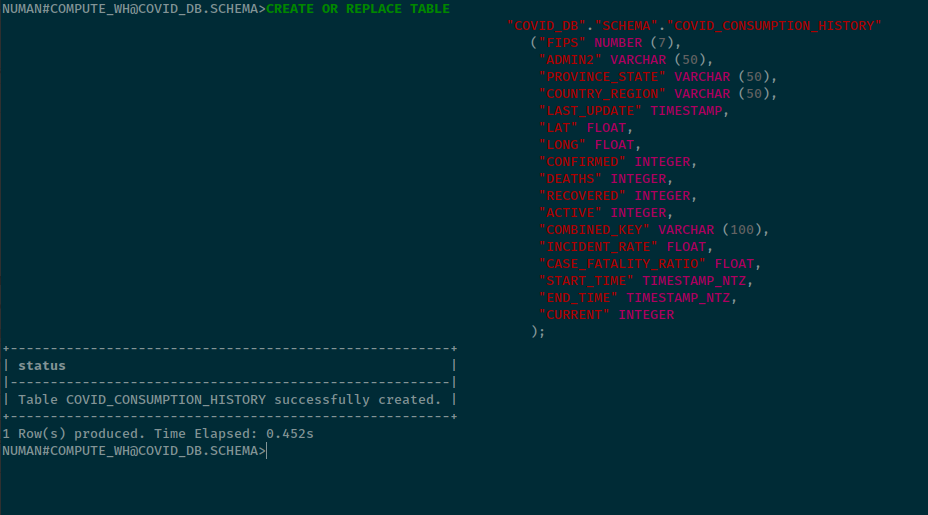 NUMAN#COMPUTE_WH@COVID_DB.SCHEMA>CREATE OR REPLACE TABLE
"COVID_DB"."SCHEMA"."COVID_CONSUMPTION_HISTORY"
("FIPS" NUMBER (7),
"ADMIN2" VARCHAR (50),
"PROVINCE_STATE" VARCHAR (50),
"COUNTRY_REGION" VARCHAR (50),
"LAST_UPDATE" TIMESTAMP,
"LAT" FLOAT,
"LONG" FLOAT,
"CONFIRMED" INTEGER,
"DEATHS" INTEGER,
"RECOVERED" INTEGER,
"ACTIVE" INTEGER,
"COMBINED_KEY" VARCHAR (100),
"INCIDENT_RATE" FLOAT,
"CASE_FATALITY_RATIO" FLOAT,
"START_TIME" TIMESTAMP_NTZ,
"END_TIME" TIMESTAMP_NTZ,
"CURRENT" INTEGER
);
+-------------------------------------------------------+
| status                                                |
|-------------------------------------------------------|
| Table COVID_CONSUMPTION_HISTORY successfully created. |
+-------------------------------------------------------+
1 Row(s) produced. Time Elapsed: 0.452s
NUMAN#COMPUTE_WH@COVID_DB.SCHEMA>